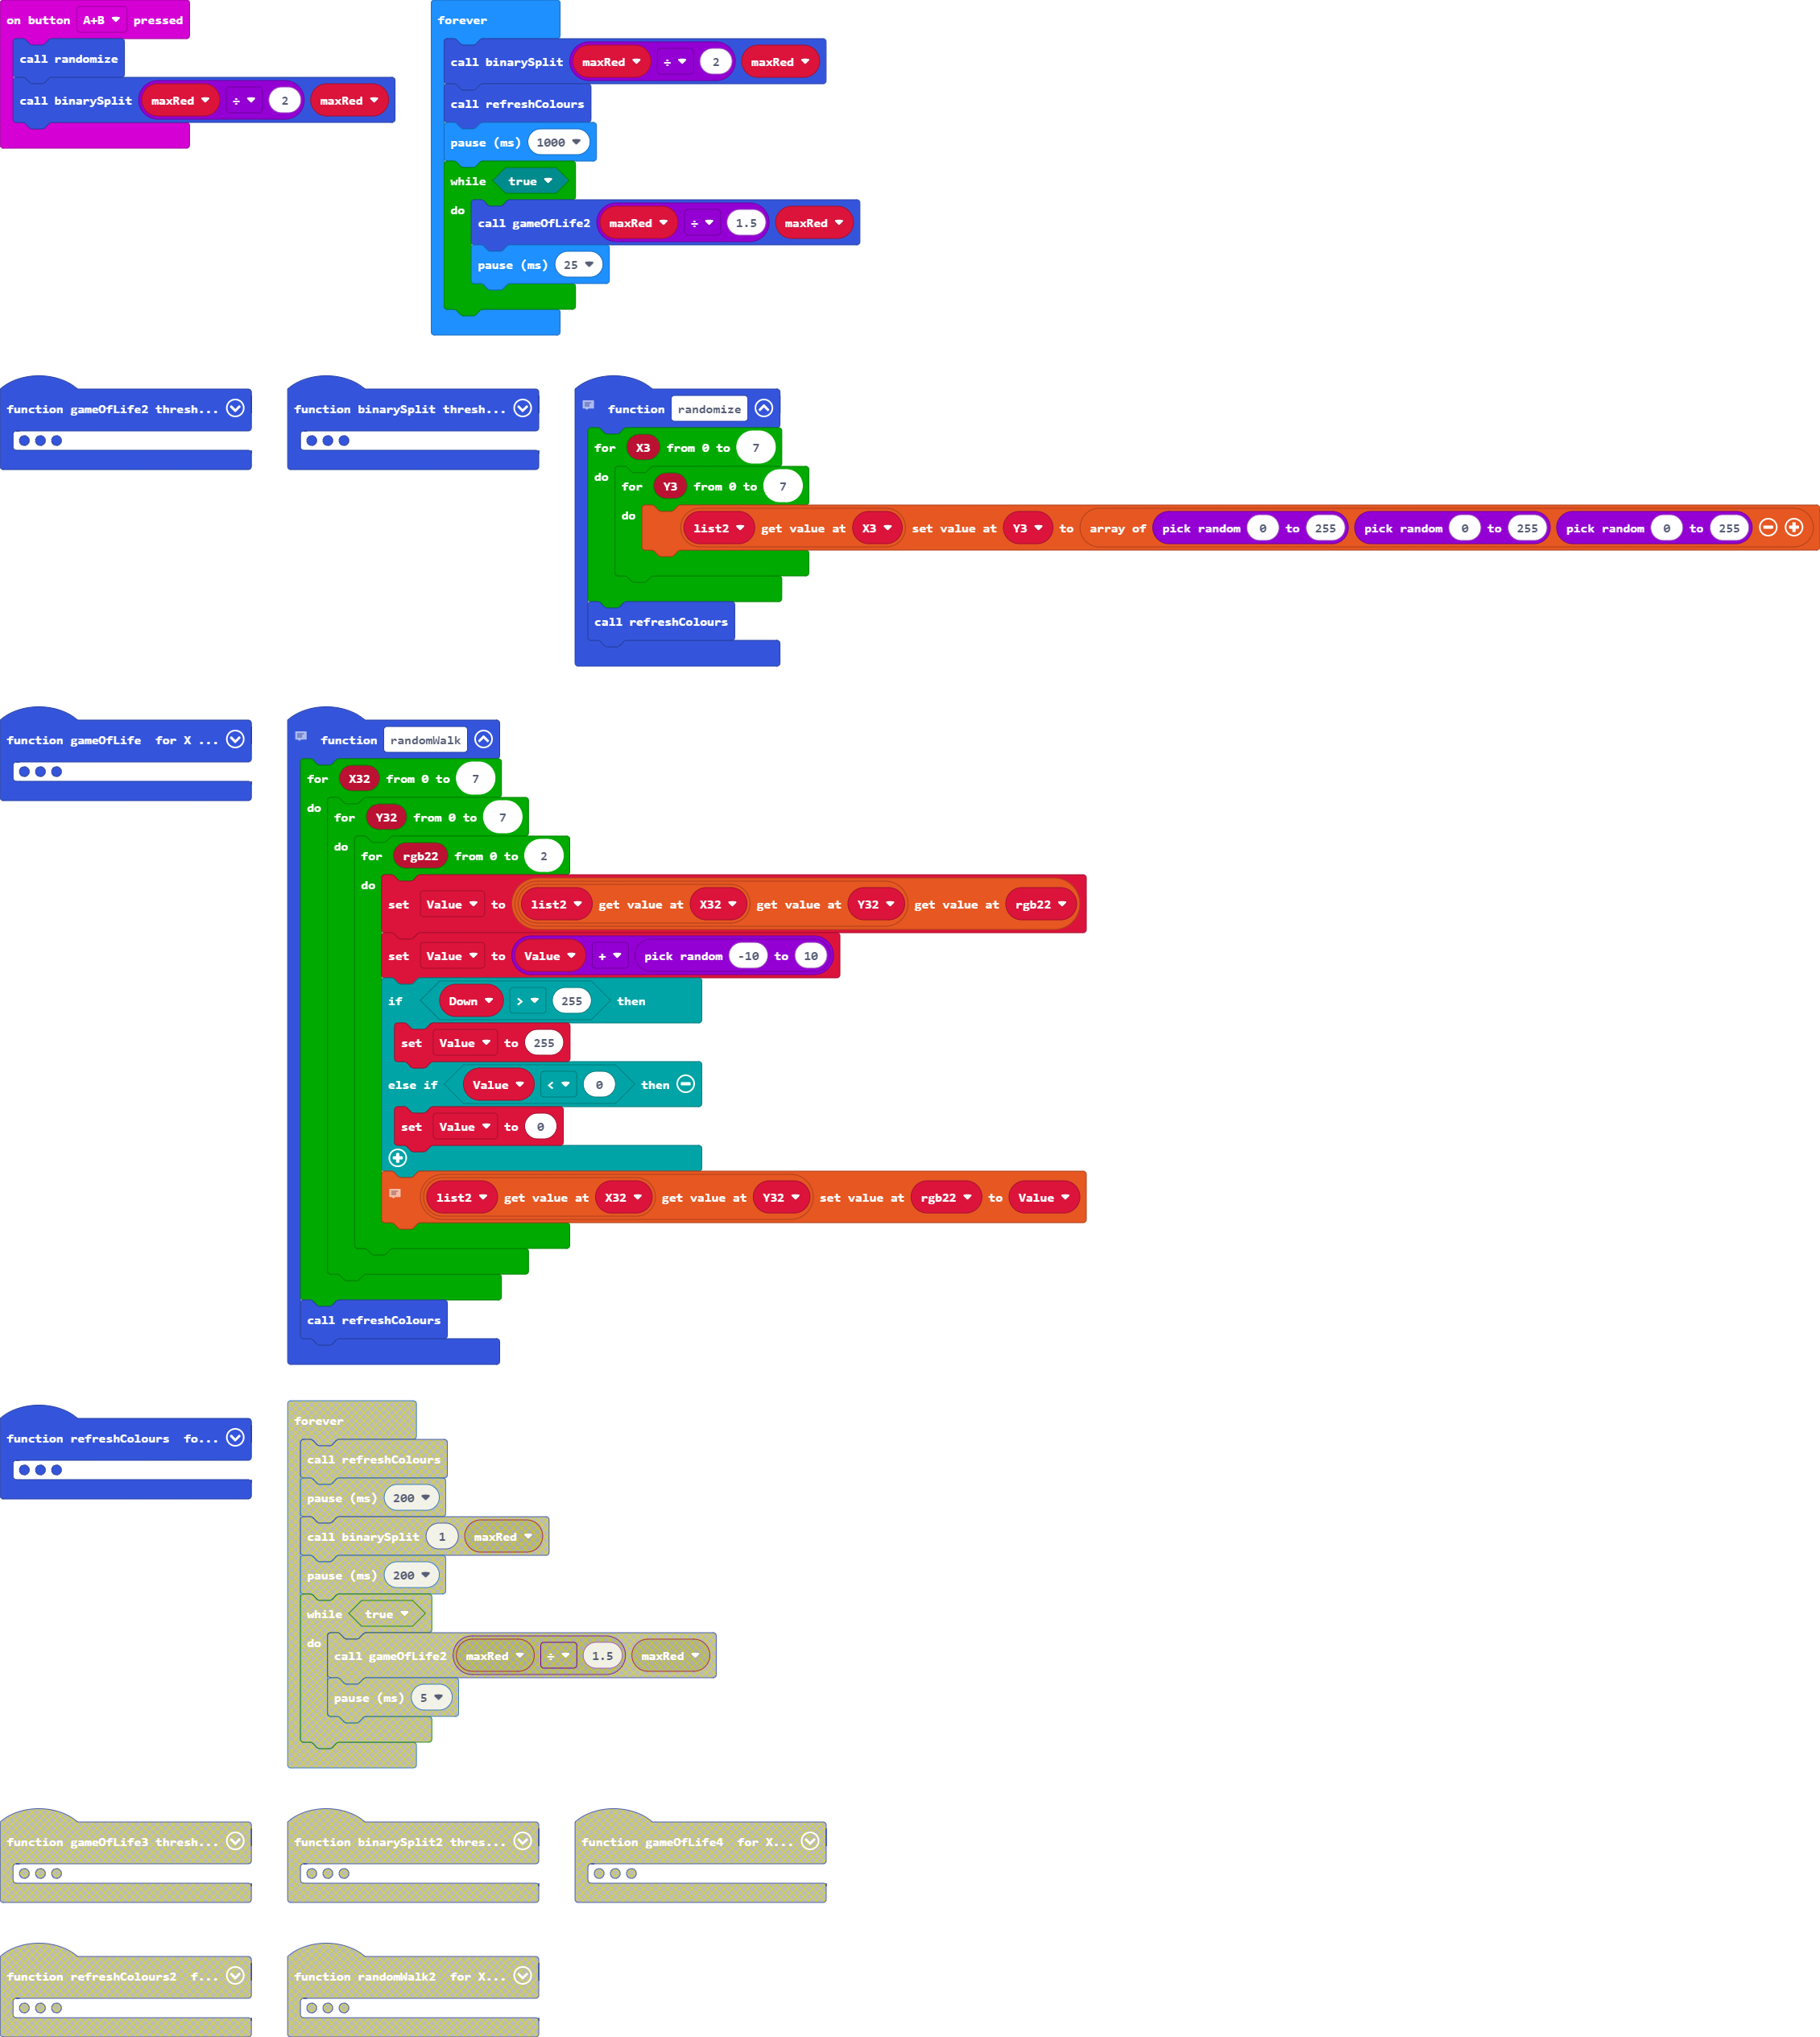 on button A+B pressed
call randomize
call binarySplit maxRed ÷ 2 maxRed
forever
call binarySplit maxRed ÷ 2 maxRed
call refreshColours
pause (ms) 1000
while true
do
call gameOfLife2 maxRed ÷ 1.5 maxRed
pause (ms) 25
function gameOfLife2 thresh...
function binarySplit thresh...
function randomize
for X3 from 0 to 7
do
for Y3 from 0 to 7
do
list2 get value at X3 set value at Y3 to array of pick random 0 to 255 pick random 0 to 255 pick random 0 to 255
call refreshColours
function gameOfLife for X ...
function randomWalk
for X32 from 0 to 7
do
for Y32 from 0 to 7
do
for rgb22 from 0 to 2
do
set Value to list2 get value at X32 get value at Y32 get value at rgb22
set Value to Value + pick random -10 to 10
if Down > 255 then
set Value to 255
else if Value < 0 then
set Value to 0
list2 get value at X32 get value at Y32 set value at rgb22 to Value
call refreshColours
function refreshColours fo...
forever
call refreshColours
pause (ms) 200
call binarySplit 1 maxRed
pause (ms) 200
while true
do
call gameOfLife2 maxRed ÷ 1.5 maxRed
pause (ms) 5
function gameOfLife3 thresh...
function binarySplit2 thres...
function gameOfLife4 for X...
function refreshColours2 f...
function randomWalk2 for X...